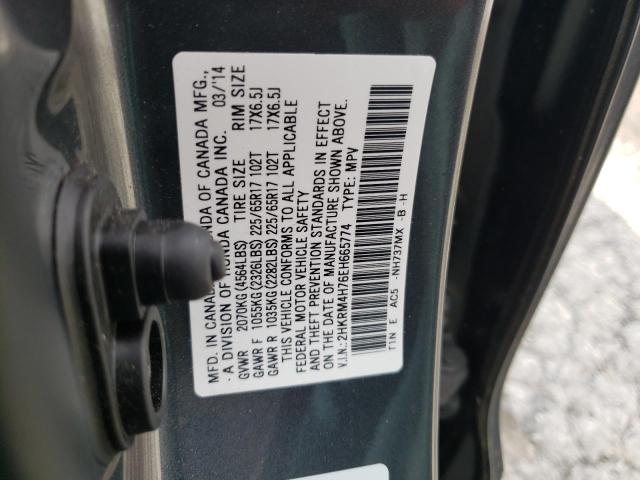 MFD. IN CANADA DA OF CANADA MFG.,
A DIVISION OF HONDA CANADA INC. 03/'14
GVWR 2070KG(4564LBS) TIRE SIZE RIM SIZE
GAWR F 1055KG(2326LBS)225/65R17 102T 17X6.5J
GAWR R 1035KG(2282LBS)225/65R17 102T 17X6.5J
THIS VEHICLE CONFORMS TO ALL APPLICABLE
FEDERAL MOTOR VEHICLE SAFETY
AND THEFT PREVENTION STANDARDS IN EFFECT
ON THE DATE OF MANUFACTURE SHOWN ABOVE.
V.I.N.: 2HKRM4H76EH665774 TYPE: MPV
T1N E AC5 -NH737MX -B -H